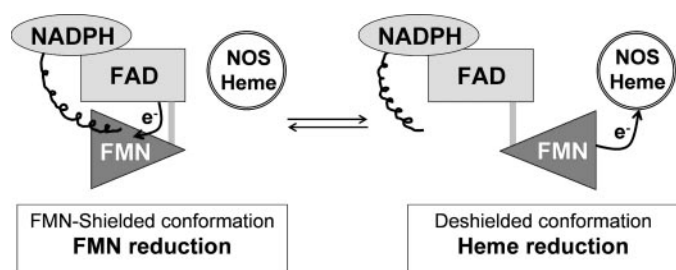 NADPH
FAD
e-
FMN
NOS
Heme
FMN-Shielded conformation
FMN reduction
NADPH
FAD
FMN
e-
NOS
Heme
Deshielded conformation
Heme reduction